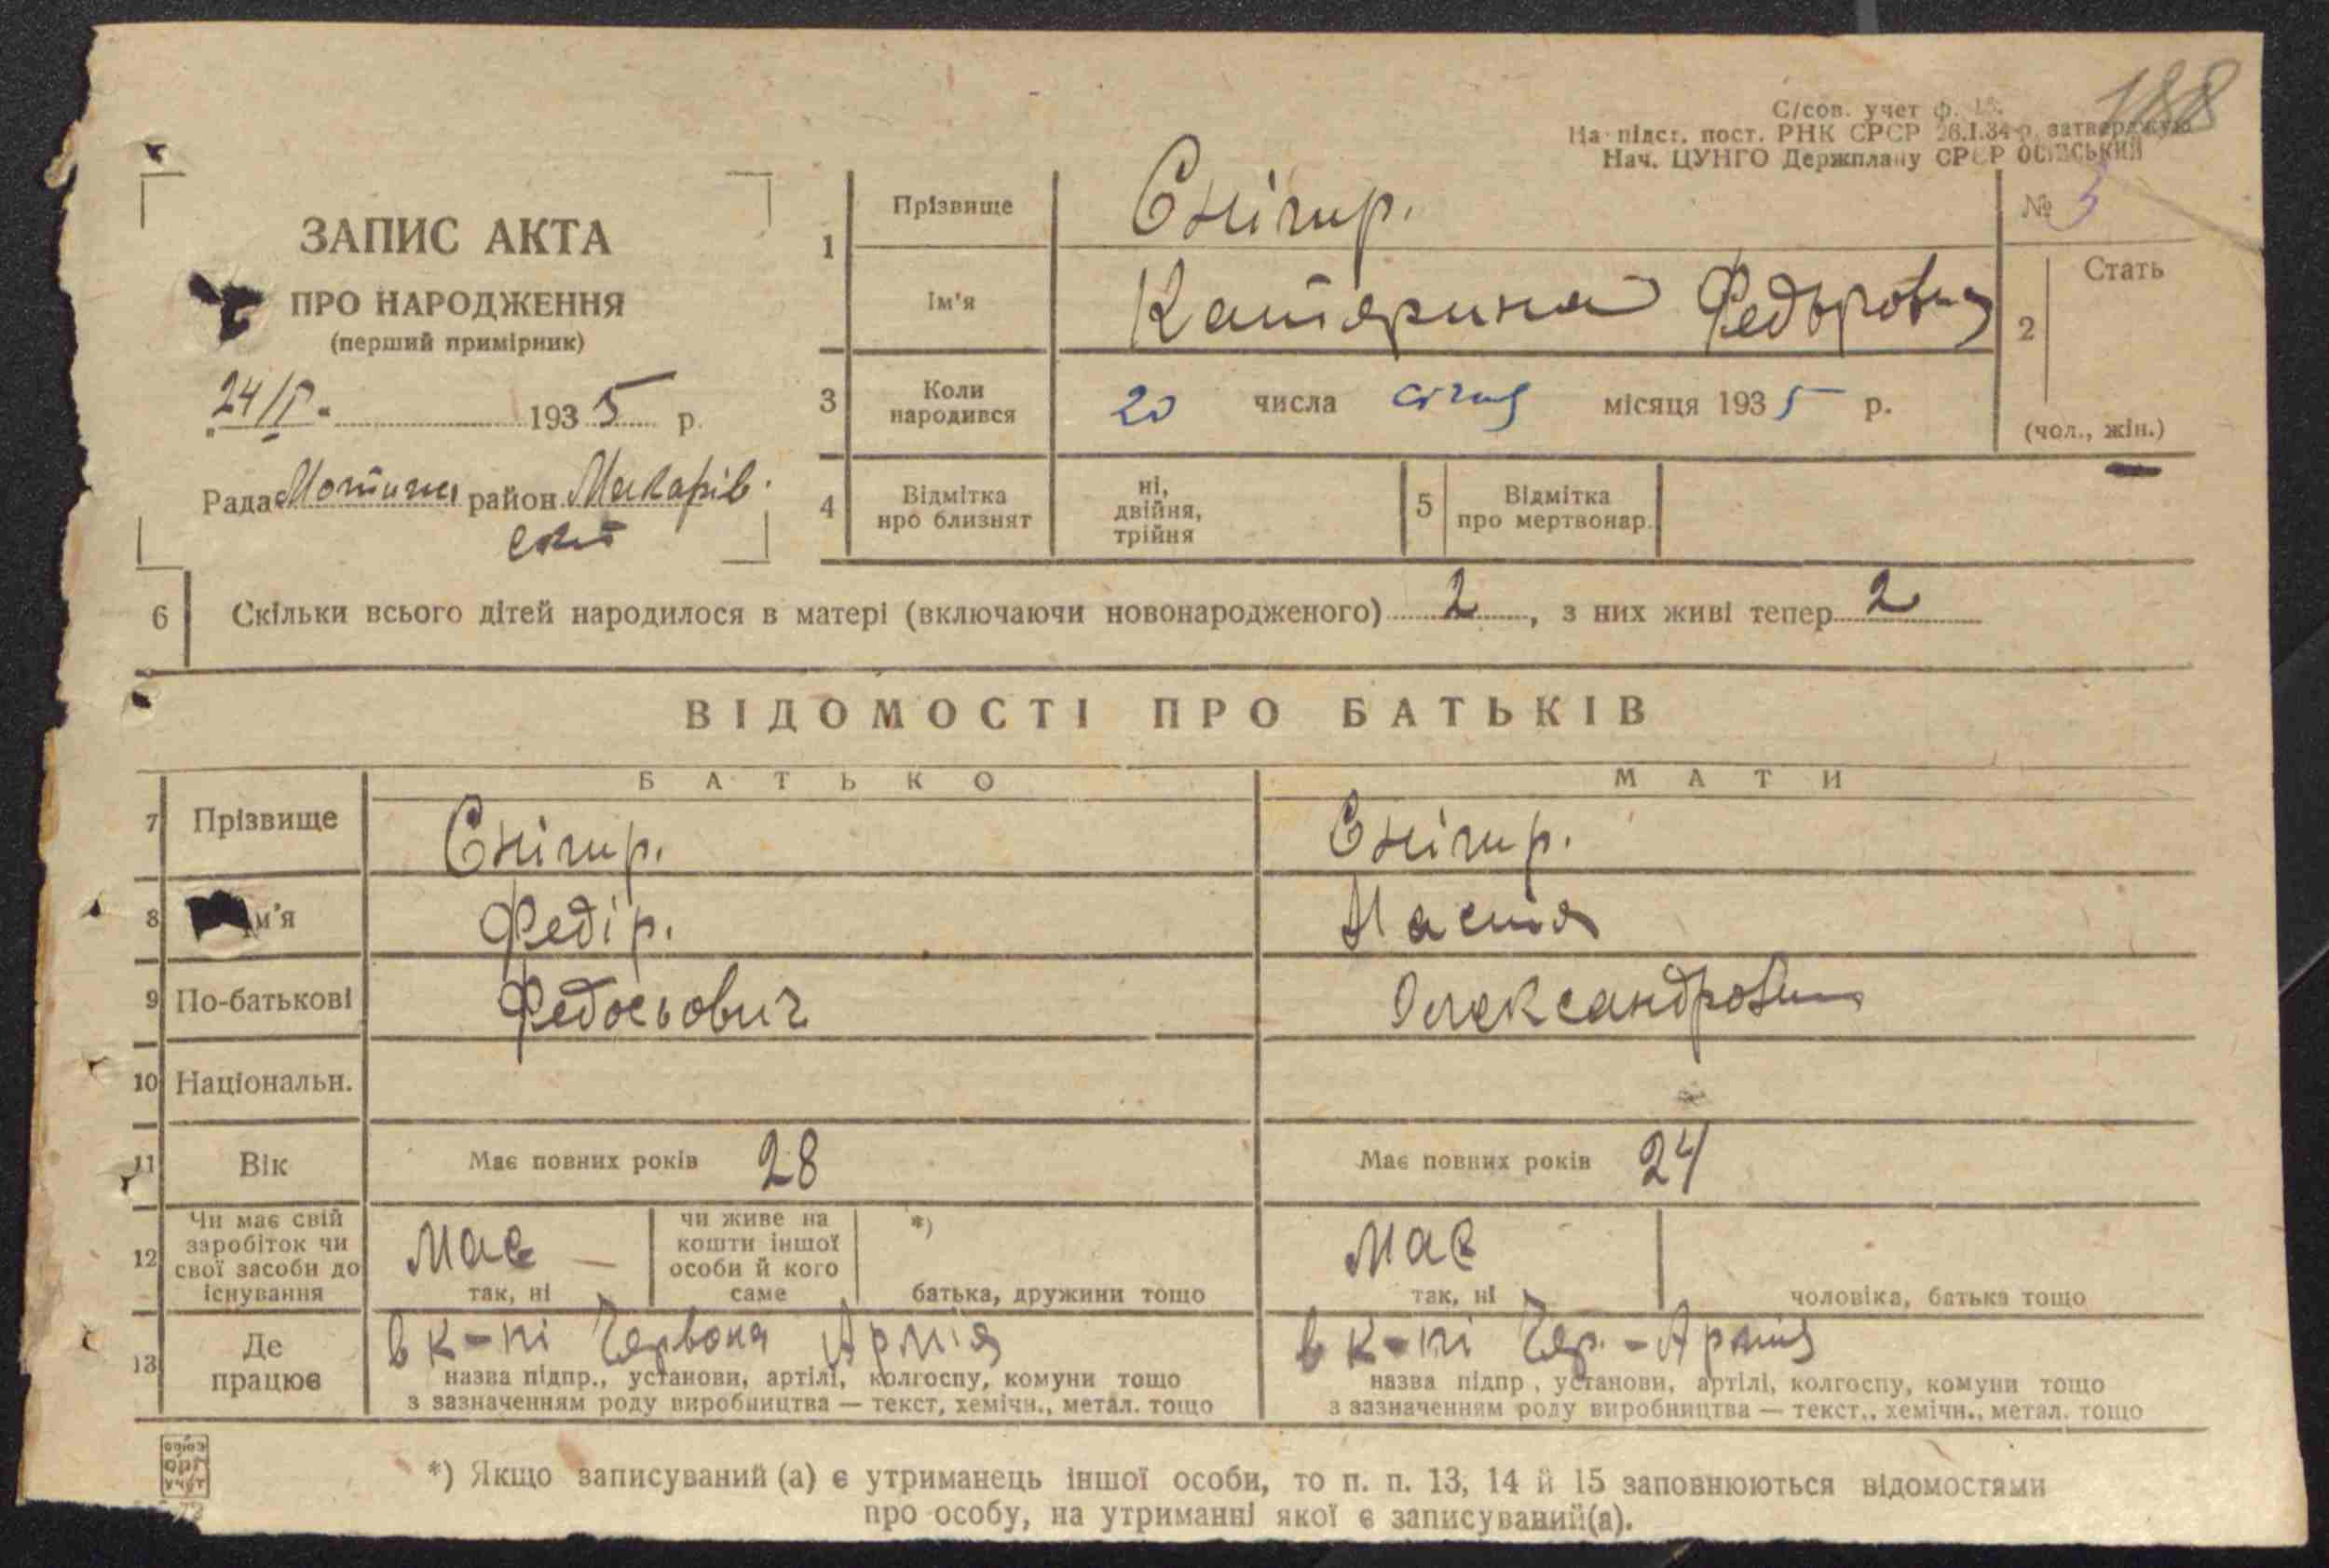 188
С/сов. учет ф. 15.
На підст. пост. РНК СРСР 26.I.34 р. затверджую
Нач. ЦУНГО Держплану СРСР ОСІНСЬКИЙ
ЗАПИС АКТА
ПРО НАРОДЖЕННЯ
(перший примірник)
"24/I" 1935 р.
Рада Мотижин район Макарів
ский
1 Прізвище Снігир.
№ 3
Ім'я Катярина Федоровна
2 Стать
(чол., жін.)
3 Коли народився 20 числа січня місяця 1935 р.
4 Відмітка про близнят ні, двійня, трійня
5 Відмітка про мертвонар.
6 Скільки всього дітей народилося в матері (включаючи новонародженого) 2, з них живі тепер 2
ВІДОМОСТІ ПРО БАТЬКІВ
БАТЬКО МАТИ
7 Прізвище Снігир. Снігир.
8 Ім'я Федір. Настя
9 По-батькові Федосьович Олександровна
10 Національн.
11 Вік Має повних років 28 Має повних років 24
12 Чи має свій заробіток чи свої засоби до існування Має так, ні чи живе на кошти іншої особи й кого саме *) батька, дружини тощо Має так, ні чоловіка, батька тощо
13 Де працює в к-пі Червона Армія в к-пі Чер.-Армія
назва підпр., установи, артілі, колгоспу, комуни тощо назва підпр., установи, артілі, колгоспу, комуни тощо
з зазначенням роду виробництва — текст, хемічн., метал. тощо з зазначенням роду виробництва — текст., хемічн., метал. тощо
союз
орг
учёт
*) Якщо записуваний (а) є утриманець іншої особи, то п. п. 13, 14 й 15 заповнюються відомостями
про особу, на утриманні якої є записуваний(а).